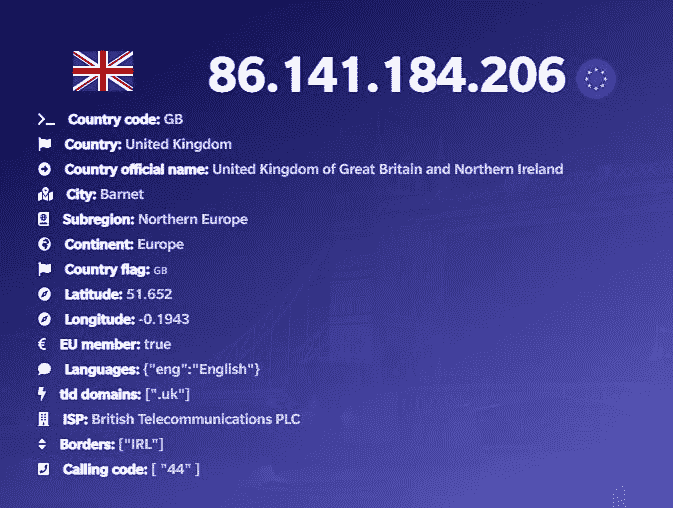 86.141.184.206
Country code: GB
Country: United Kingdom
Country official name: United Kingdom of Great Britain and Northern Ireland
City: Barnet
Subregion: Northern Europe
Continent: Europe
Country flag: GB
Latitude: 51.652
Longitude: -0.1943
EU member: true
Languages: {"eng":"English"}
tld domains: [".uk"]
ISP: British Telecommunications PLC
Borders: ["IRL"]
Calling code: [ "44" ]